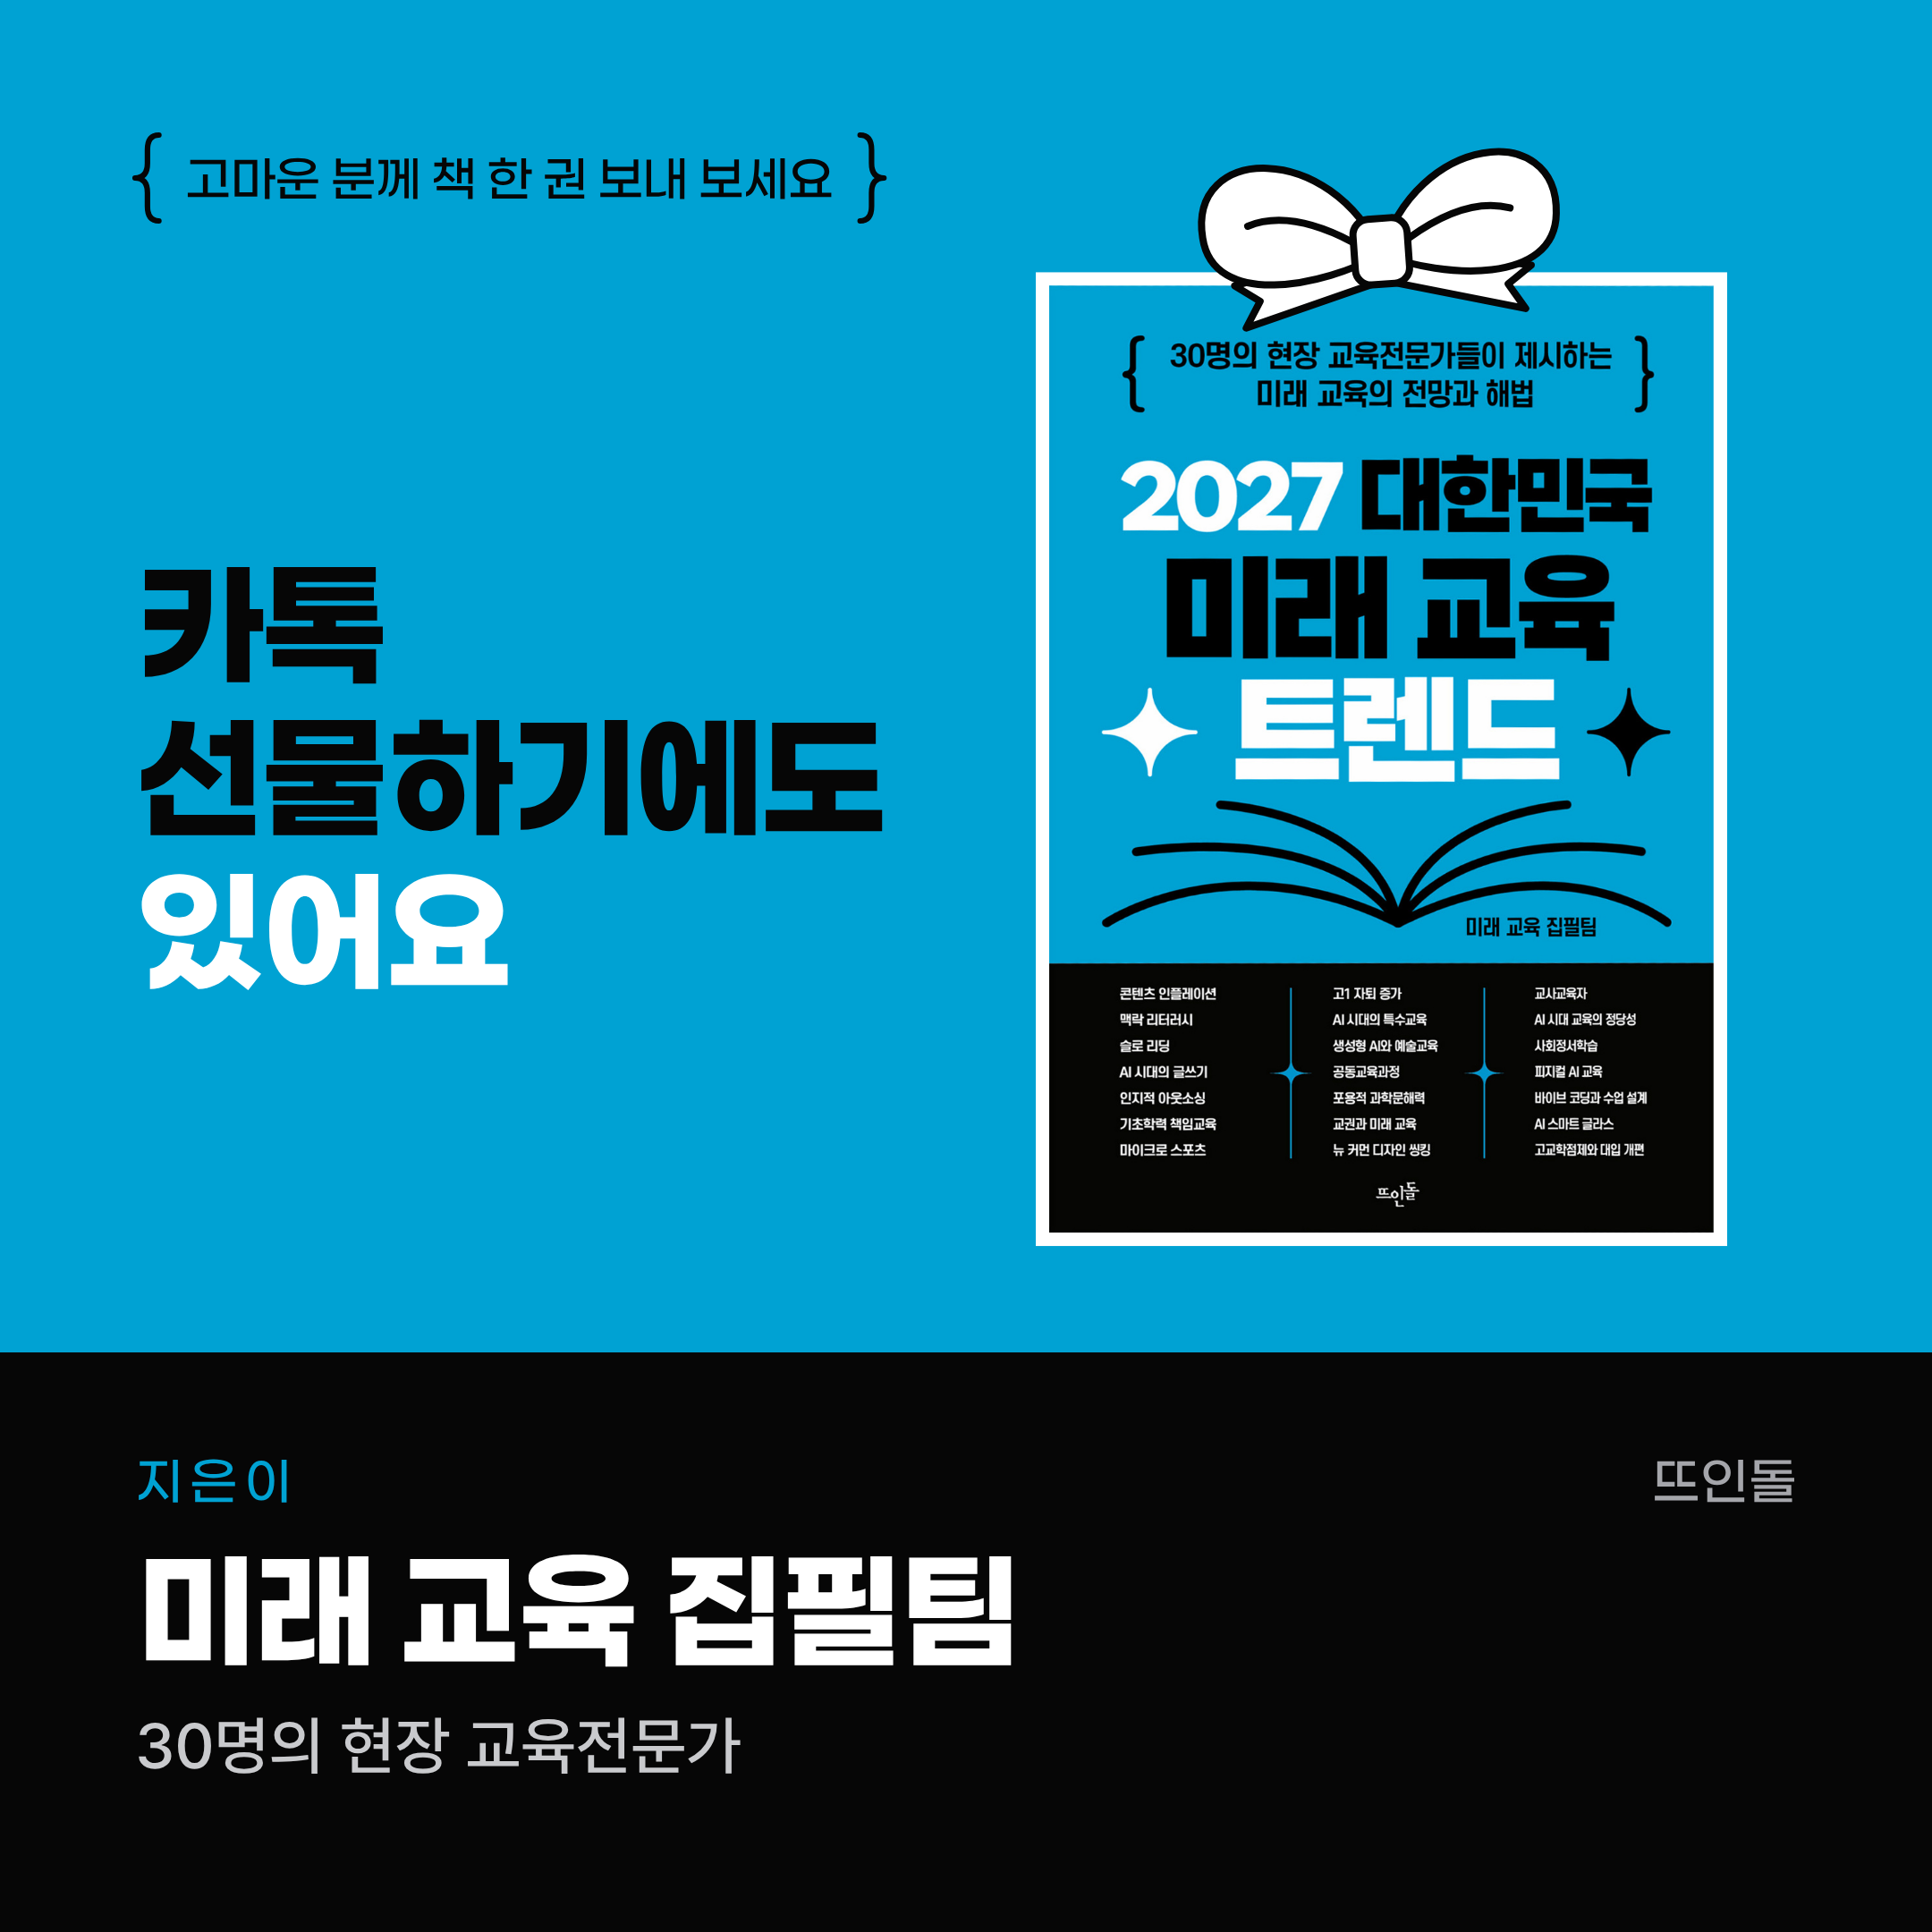 고마운 분께 책 한 권 보내 보세요
카톡
선물하기에도
있어요
30명의 현장 교육전문가들이 제시하는
미래 교육의 전망과 해법
2027 대한민국
미래 교육
트렌드
미래 교육 집필팀
콘텐츠 인플레이션
맥락 리터러시
슬로 리딩
AI 시대의 글쓰기
인지적 아웃소싱
기초학력 책임교육
마이크로 스포츠
고1 자퇴 증가
AI 시대의 특수교육
생성형 AI와 예술교육
공동교육과정
포용적 과학문해력
교권과 미래 교육
뉴 커먼 디자인 씽킹
교사교육자
AI 시대 교육의 정당성
사회정서학습
피지컬 AI 교육
바이브 코딩과 수업 설계
AI 스마트 글라스
고교학점제와 대입 개편
뜨인돌
지은이
뜨인돌
미래 교육 집필팀
30명의 현장 교육전문가